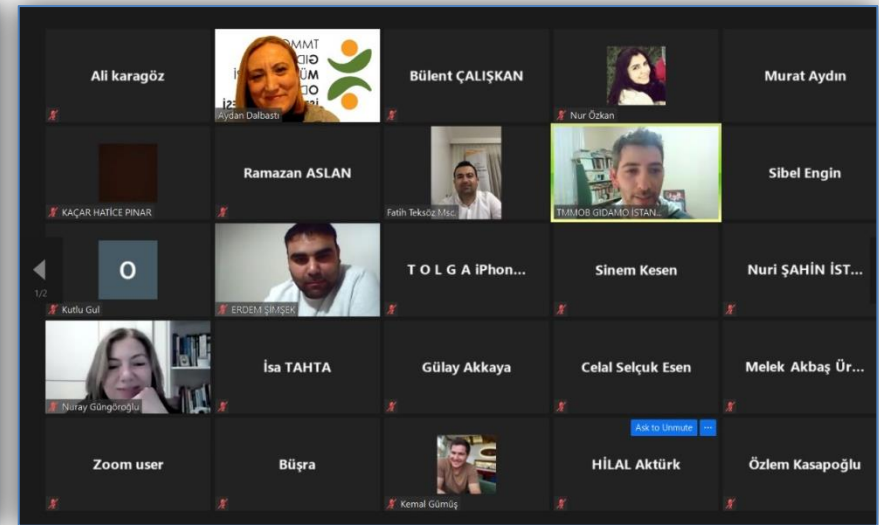 Ali karagöz
Aydan Dalbastı
Bülent ÇALIŞKAN
Nur Özkan
Murat Aydın
KAÇAR HATİCE PINAR
Ramazan ASLAN
Fatih Teksöz Msc.
TMMOB GIDAMO İSTAN...
Sibel Engin
1/2
O
Kutlu Gul
ERDEM ŞİMŞEK
T O L G A iPhon...
Sinem Kesen
Nuri ŞAHİN İST...
Nuray Güngöroğlu
İsa TAHTA
Gülay Akkaya
Celal Selçuk Esen
Melek Akbaş Ür...
Zoom user
Büşra
Kemal Gümüş
Ask to Unmute ...
HİLAL Aktürk
Özlem Kasapoğlu